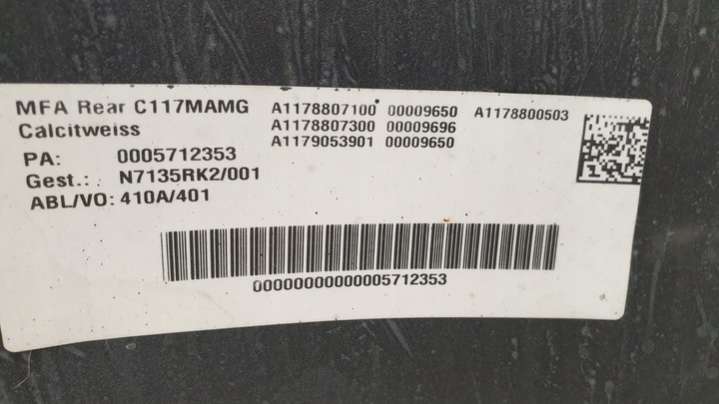 MFA Rear C117MAMG A1178807100 00009650 A1178800503
Calcitweiss A1178807300 00009696
A1179053901 00009650
PA: 0005712353
Gest.: N7135RK2/001
ABL/VO: 410A/401
00000000000005712353